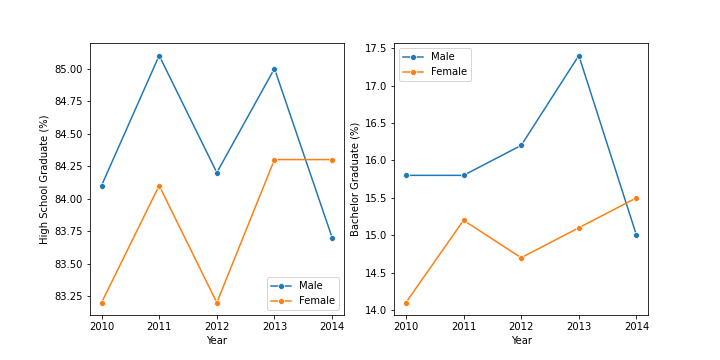 High School Graduate (%)
85.00
84.75
84.50
84.25
84.00
83.75
83.50
83.25
2010 2011 2012 2013 2014
Year
Male
Female
Bachelor Graduate (%)
17.5
17.0
16.5
16.0
15.5
15.0
14.5
14.0
2010 2011 2012 2013 2014
Year
Male
Female